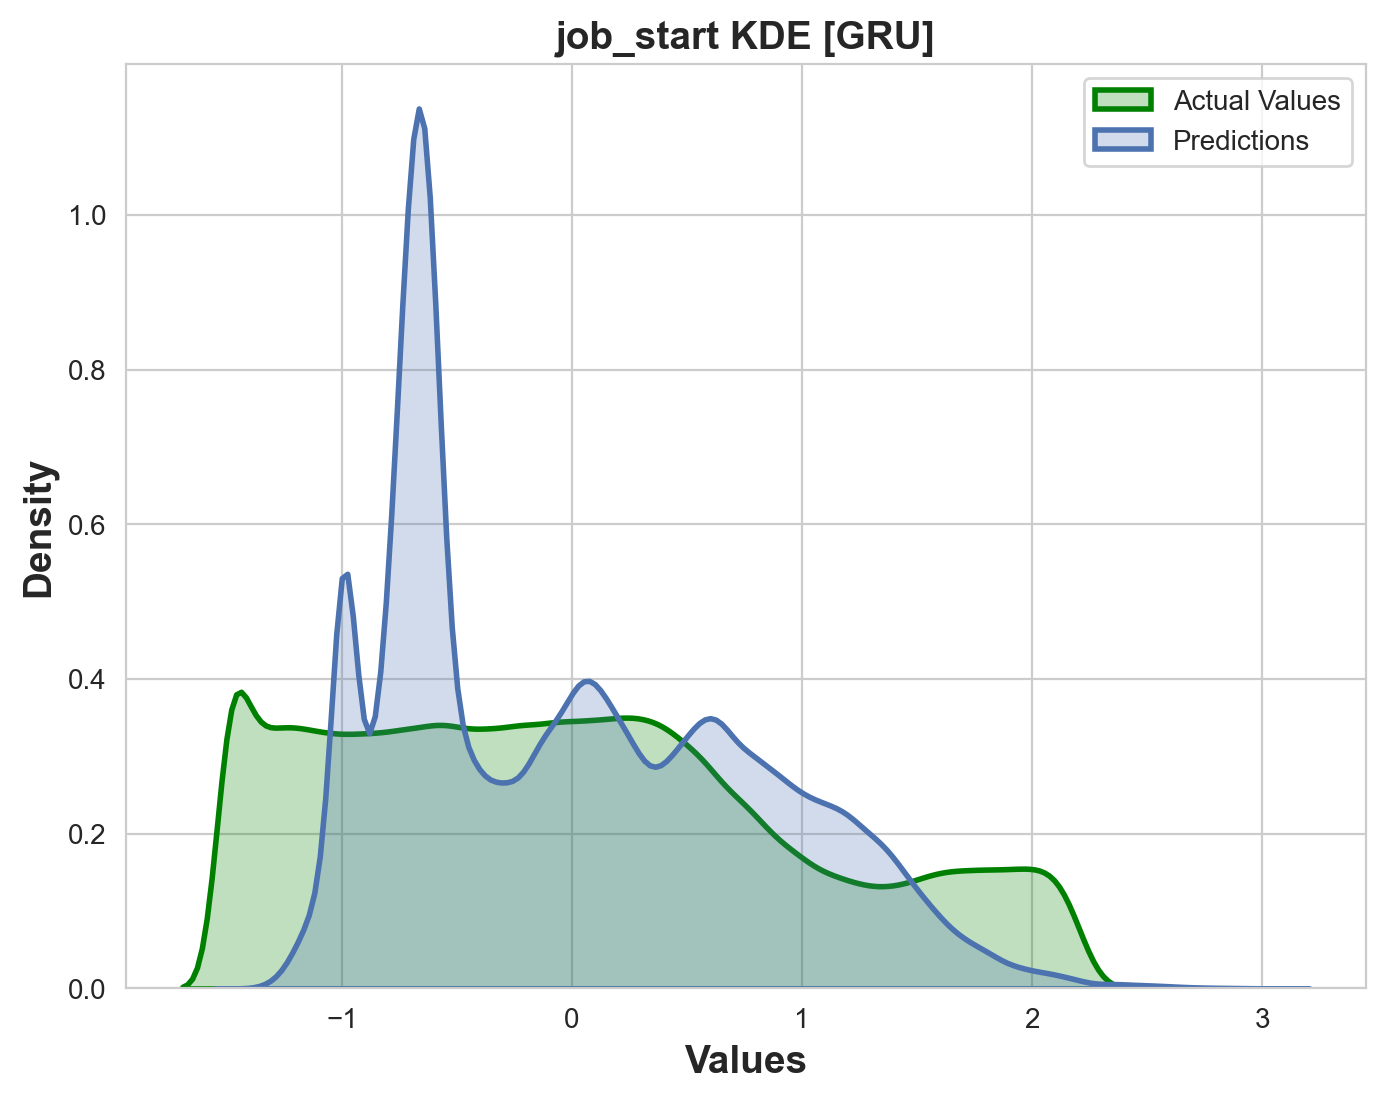 job_start KDE [GRU]
Actual Values
Predictions
1.0
0.8
0.6
0.4
0.2
0.0
Density
−1
0
1
2
3
Values